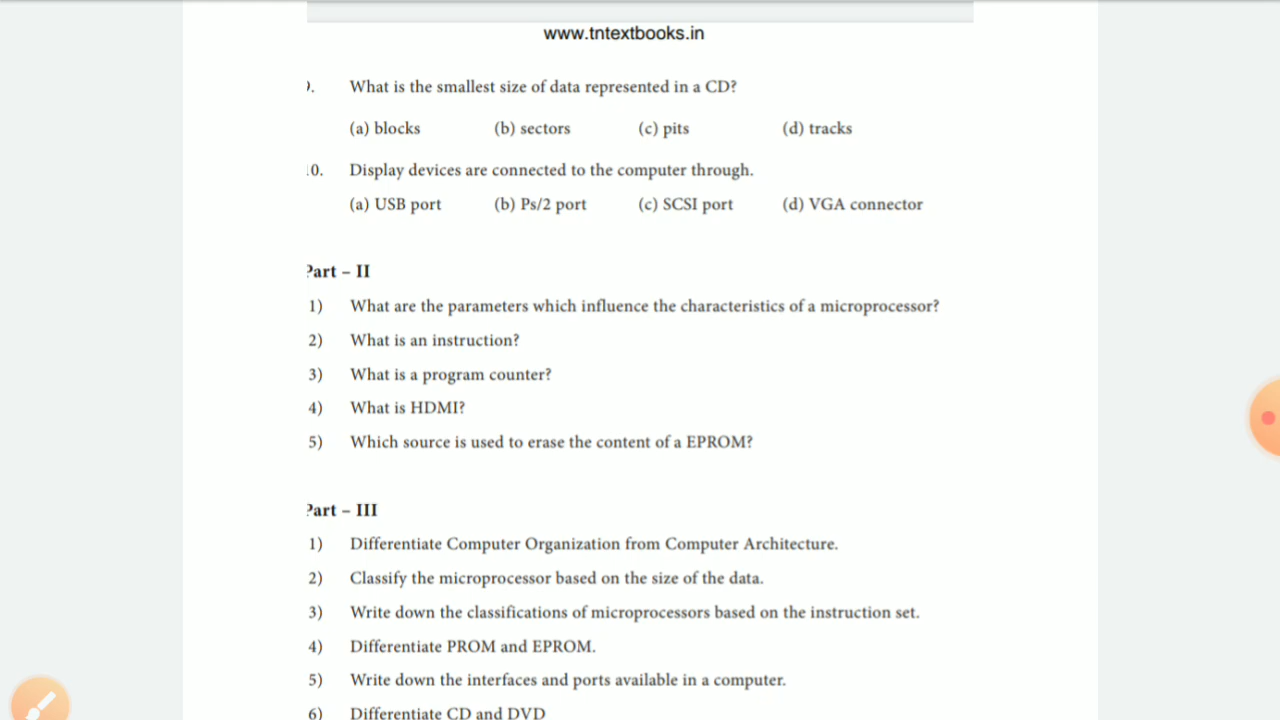 www.tntextbooks.in
9. What is the smallest size of data represented in a CD?
(a) blocks (b) sectors (c) pits (d) tracks
10. Display devices are connected to the computer through.
(a) USB port (b) Ps/2 port (c) SCSI port (d) VGA connector
Part – II
1) What are the parameters which influence the characteristics of a microprocessor?
2) What is an instruction?
3) What is a program counter?
4) What is HDMI?
5) Which source is used to erase the content of a EPROM?
Part – III
1) Differentiate Computer Organization from Computer Architecture.
2) Classify the microprocessor based on the size of the data.
3) Write down the classifications of microprocessors based on the instruction set.
4) Differentiate PROM and EPROM.
5) Write down the interfaces and ports available in a computer.
6) Differentiate CD and DVD